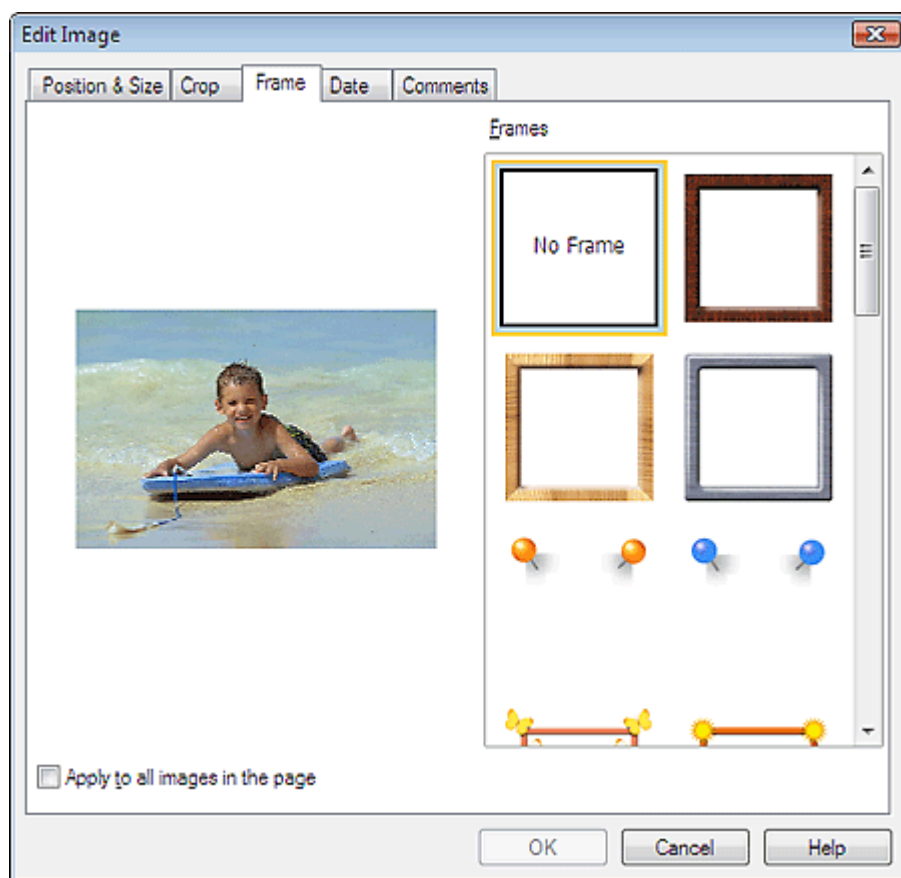 Edit Image
Position & Size Crop Frame Date Comments
Frames
No Frame
Apply to all images in the page
OK Cancel Help